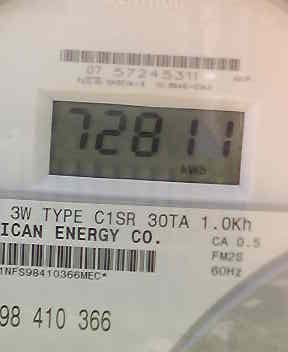 07 57245311
72811
kWh
3W TYPE C1SR 30TA 1.0Kh
ICAN ENERGY CO.
CA 0.5
FM2S
60Hz
1NFS98410366MEC*
98 410 366